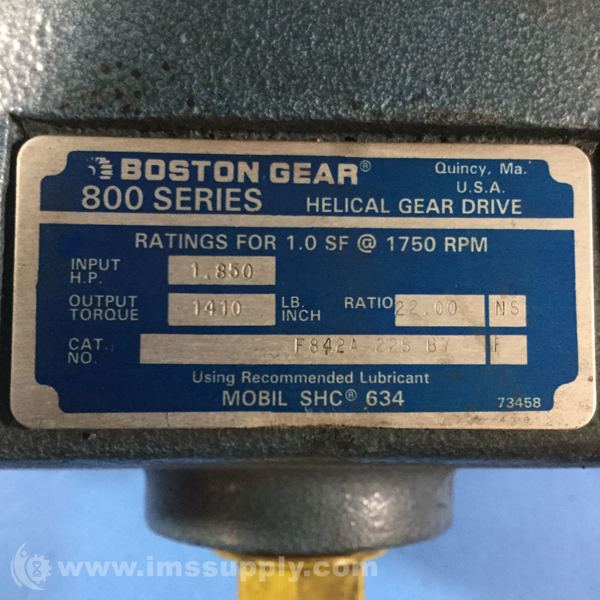 BOSTON GEAR® Quincy, Ma.
800 SERIES U.S.A.
HELICAL GEAR DRIVE
RATINGS FOR 1.0 SF @ 1750 RPM
INPUT H.P. 1.850
OUTPUT TORQUE 1410 LB. INCH RATIO 22.00 NS
CAT. NO. F842A 22S B7 F
Using Recommended Lubricant
MOBIL SHC® 634
73458
www.imssupply.com